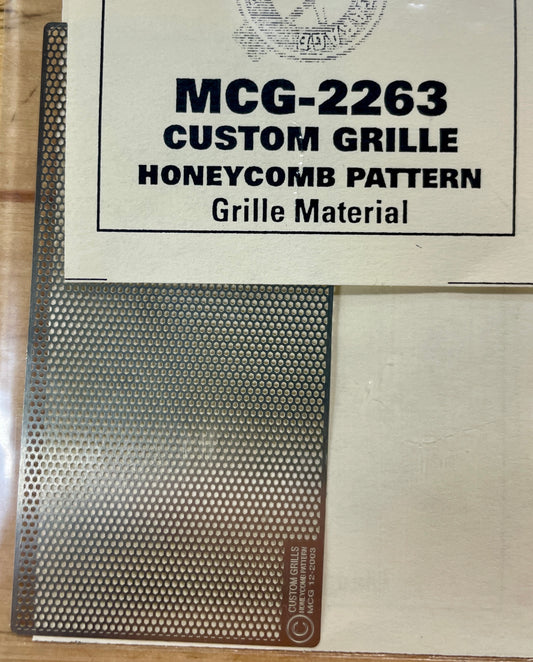 MCG-2263
CUSTOM GRILLE
HONEYCOMB PATTERN
Grille Material
© CUSTOM GRILLS
HONEYCOMB PATTERN
MCG 12-2003